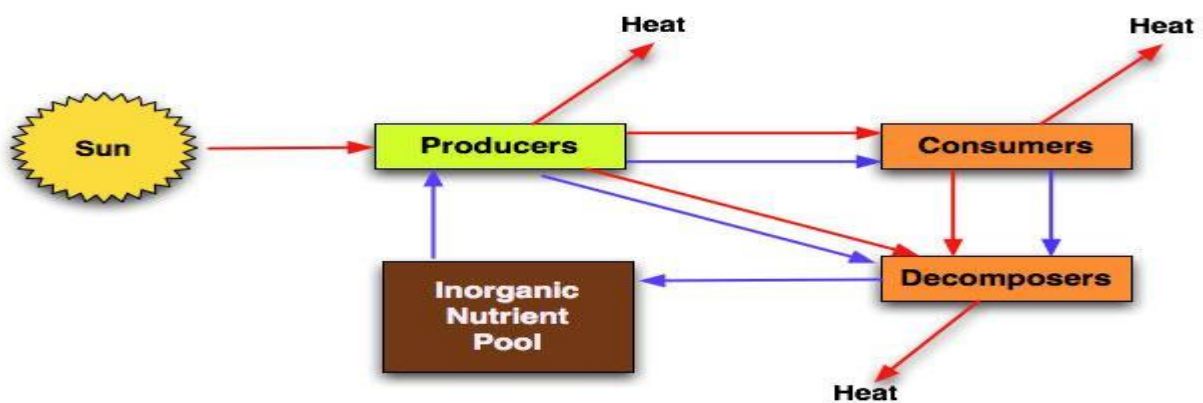 Heat
Heat
Sun
Producers
Consumers
Inorganic
Nutrient
Pool
Decomposers
Heat